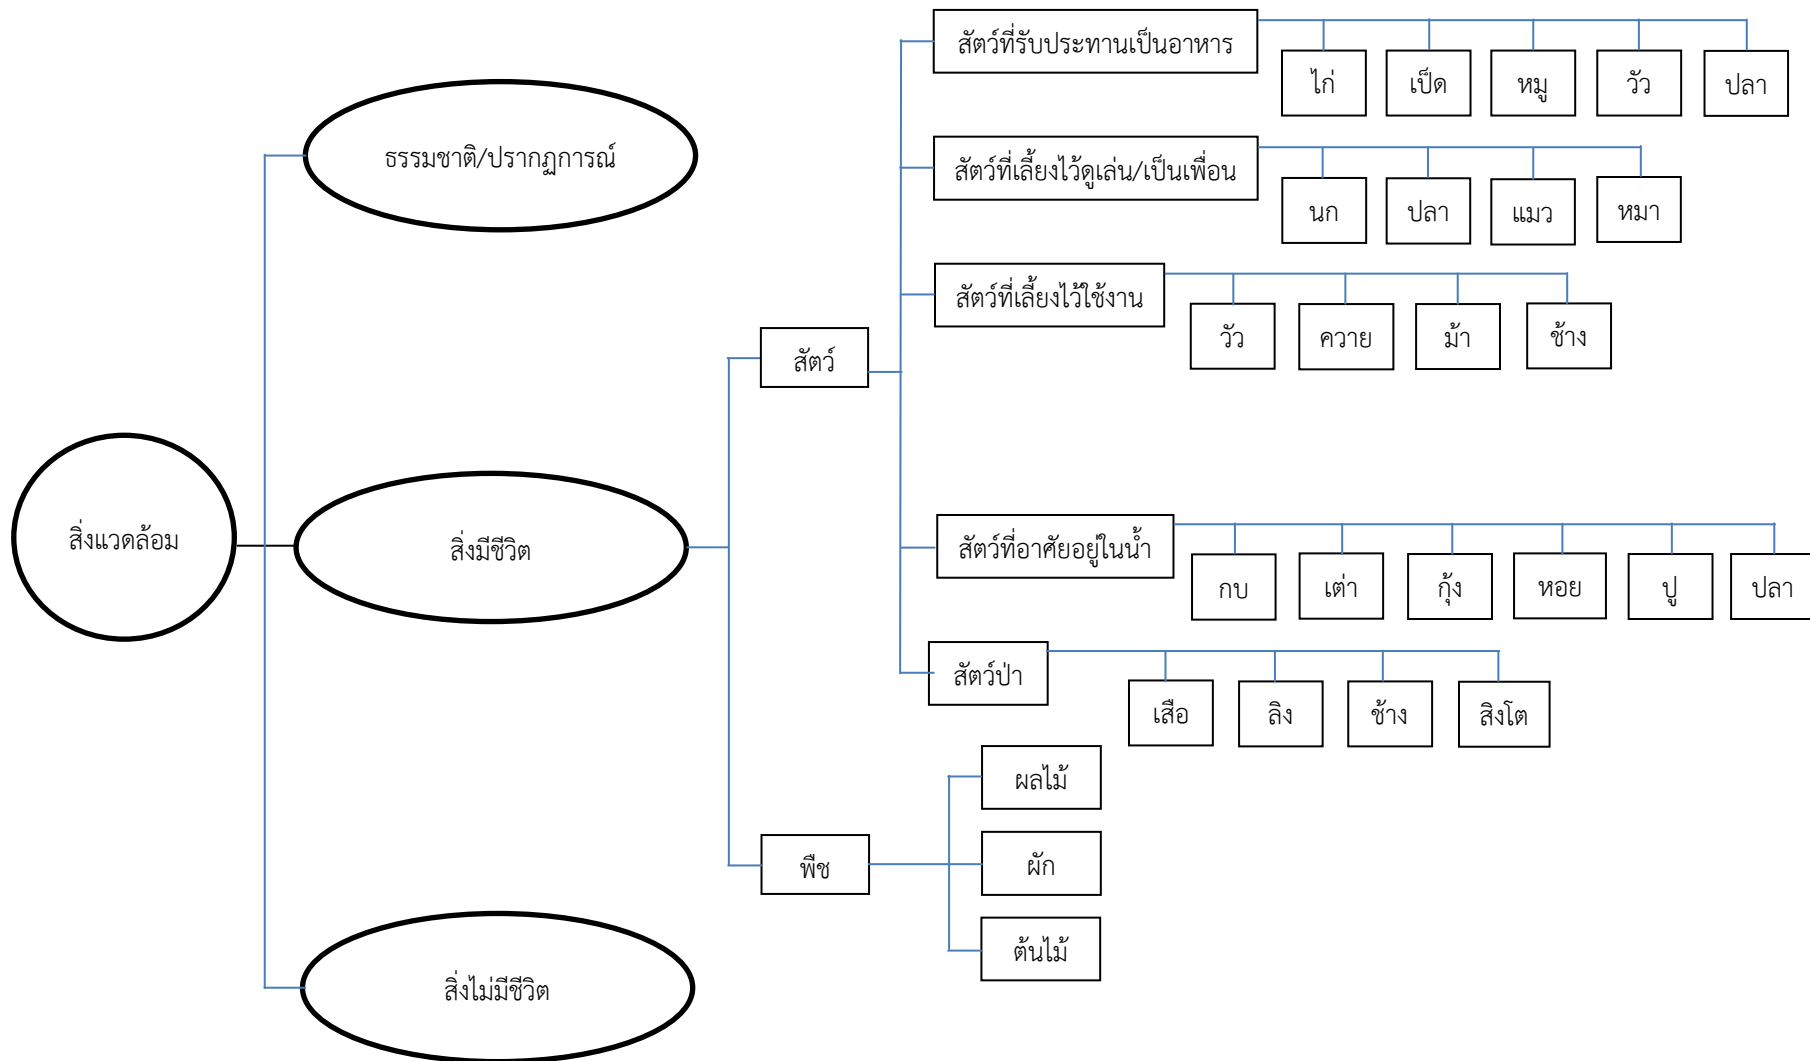 สิ่งแวดล้อม
ธรรมชาติ/ปรากฏการณ์
สิ่งมีชีวิต
สัตว์
สัตว์ที่รับประทานเป็นอาหาร
ไก่
เป็ด
หมู
วัว
ปลา
สัตว์ที่เลี้ยงไว้ดูเล่น/เป็นเพื่อน
นก
ปลา
แมว
หมา
สัตว์ที่เลี้ยงไว้ใช้งาน
วัว
ควาย
ม้า
ช้าง
สัตว์ที่อาศัยอยู่ในน้ำ
กบ
เต่า
กุ้ง
หอย
ปู
ปลา
สัตว์ป่า
เสือ
ลิง
ช้าง
สิงโต
พืช
ผลไม้
ผัก
ต้นไม้
สิ่งไม่มีชีวิต